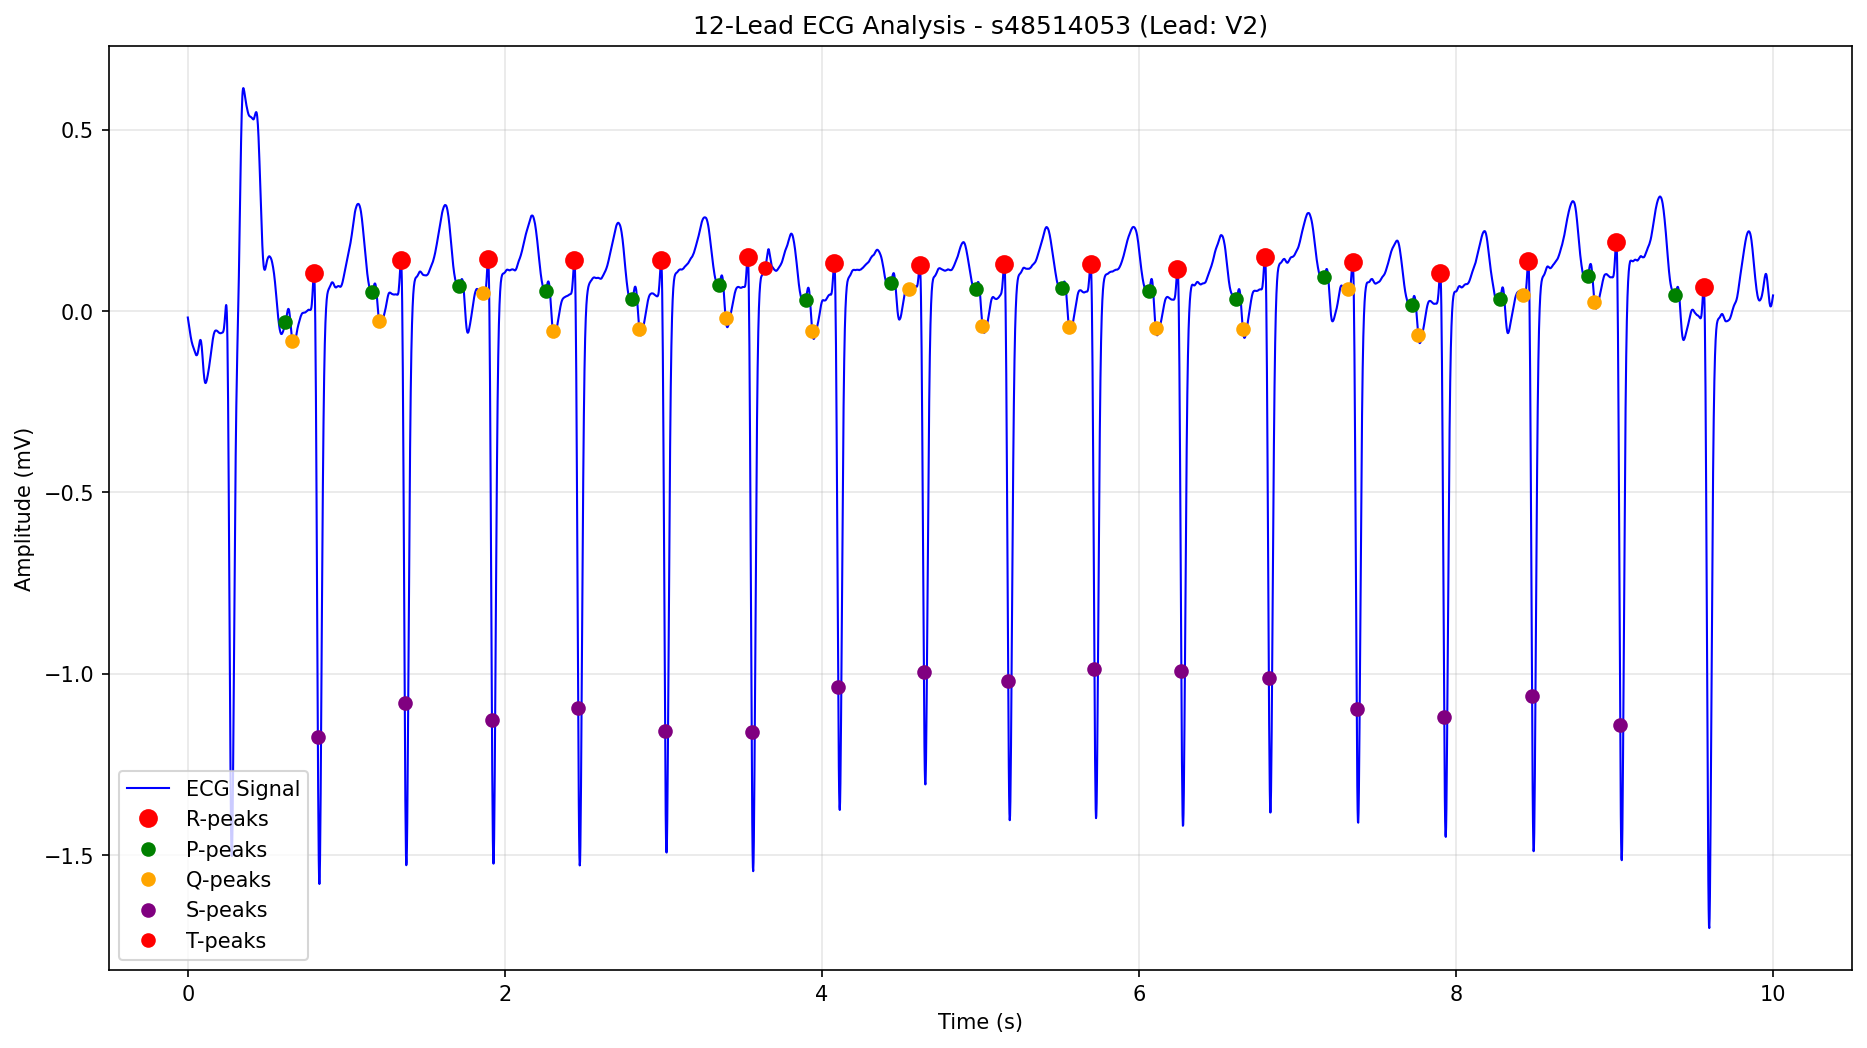 12-Lead ECG Analysis - s48514053 (Lead: V2)
Amplitude (mV)
0.5
0.0
−0.5
−1.0
−1.5
ECG Signal
R-peaks
P-peaks
Q-peaks
S-peaks
T-peaks
0 2 4 6 8 10
Time (s)